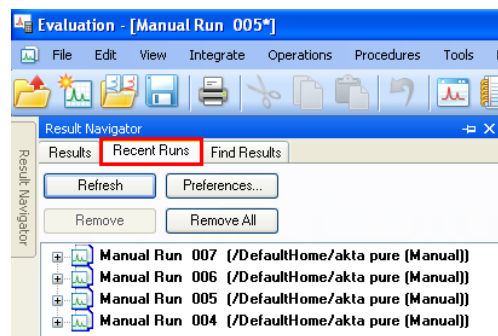 Evaluation - [Manual Run 005*]
File Edit View Integrate Operations Procedures Tools
Result Navigator
Results Recent Runs Find Results
Refresh Preferences...
Remove Remove All
Result Navigator
Manual Run 007 (/DefaultHome/akta pure (Manual))
Manual Run 006 (/DefaultHome/akta pure (Manual))
Manual Run 005 (/DefaultHome/akta pure (Manual))
Manual Run 004 (/DefaultHome/akta pure (Manual))